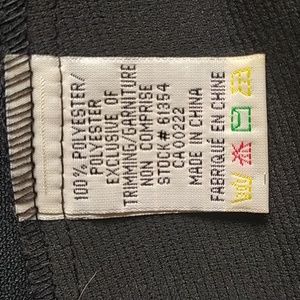 100% POLYESTER/
POLYESTER
EXCLUSIVE OF
TRIMMING/GARNITURE
NON COMPRISE
STOCK# 61354
CA00222
MADE IN CHINA
FABRIQUÉ EN CHINE